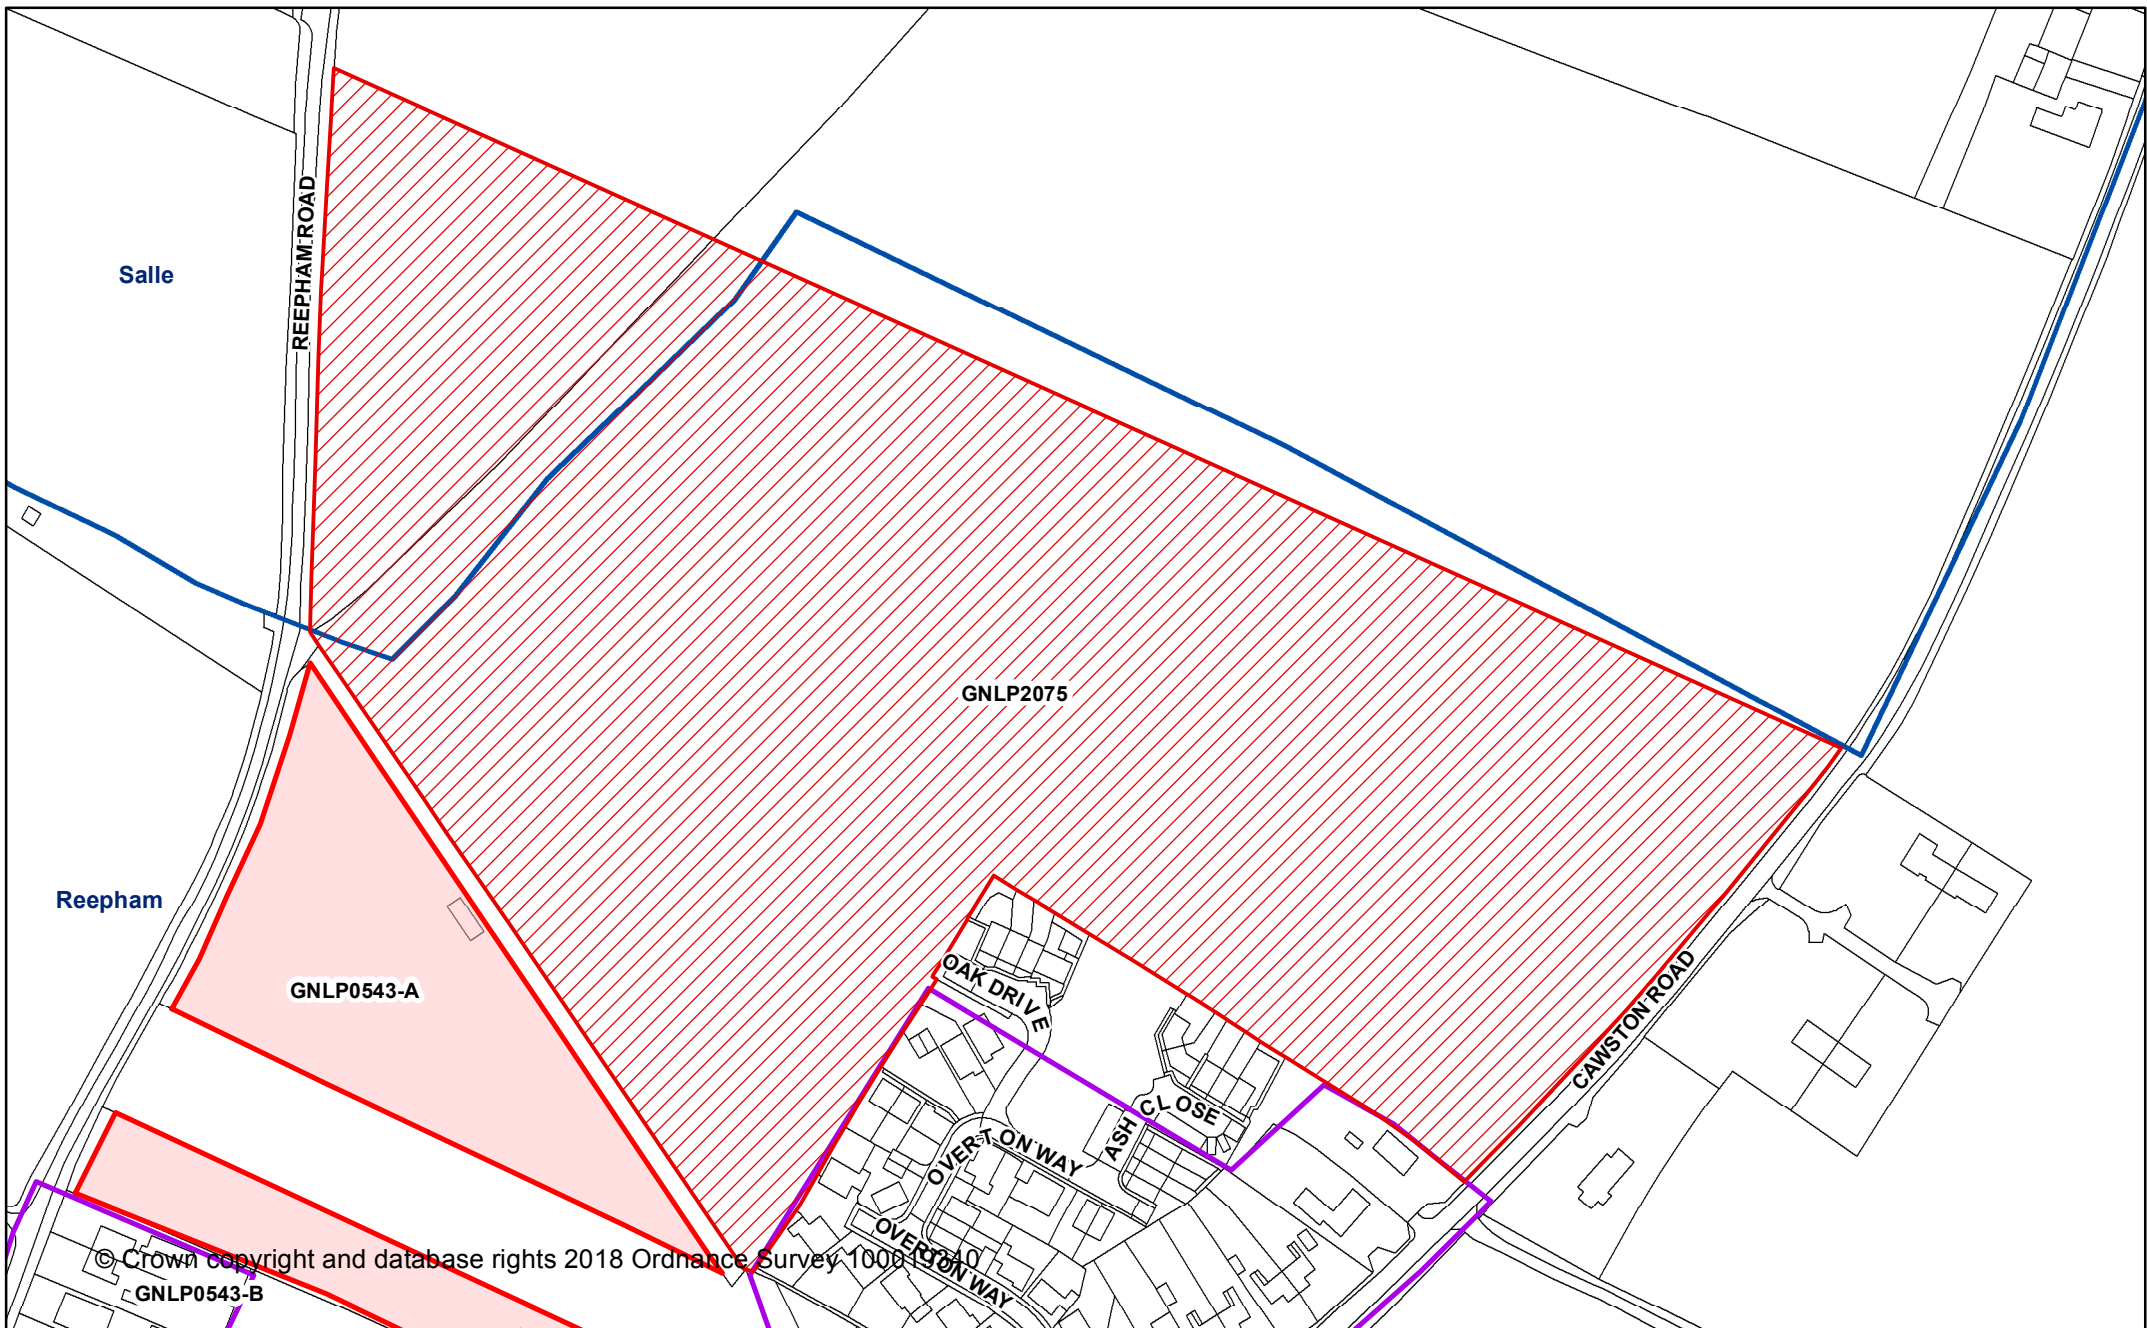 Salle
REEPHAM ROAD
GNLP2075
Reepham
GNLP0543-A
OAK DRIVE
CAWSTON ROAD
ASH CLOSE
OVERTON WAY
OVERTON WAY
© Crown copyright and database rights 2018 Ordnance Survey 100019340
GNLP0543-B